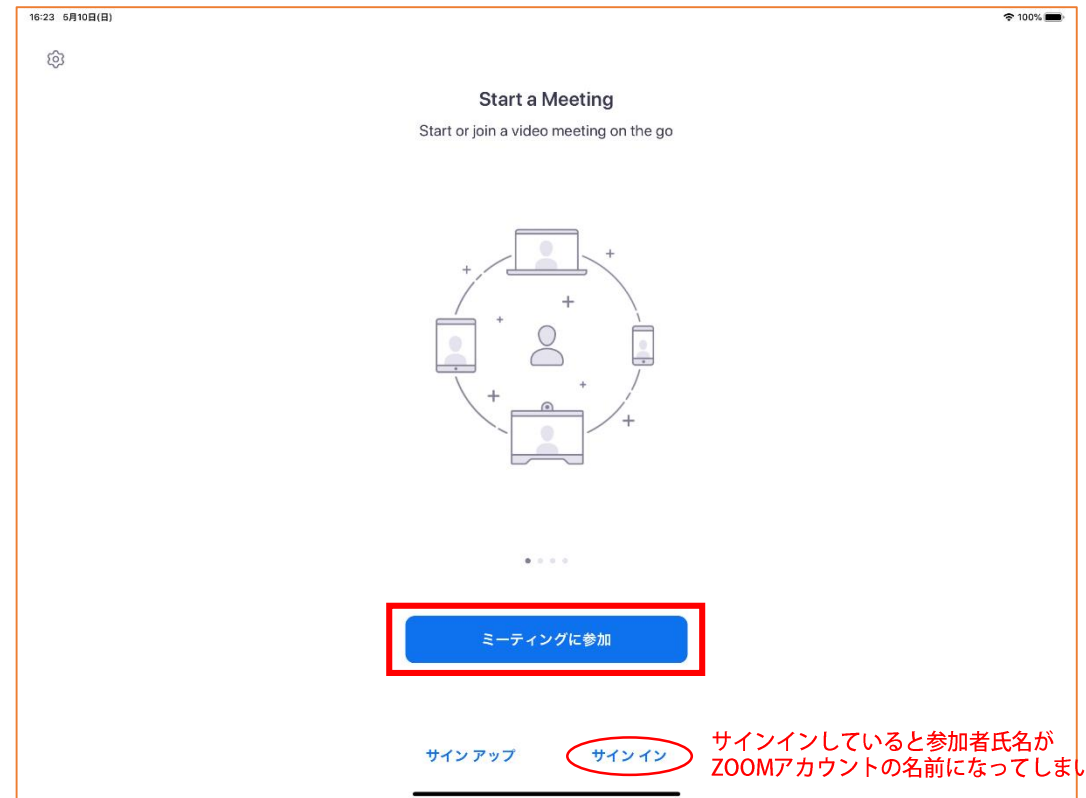 16:23 5月10日(日)
100%
Start a Meeting
Start or join a video meeting on the go
ミーティングに参加
サイン アップ
サイン イン
サインインしていると参加者氏名が
ZOOMアカウントの名前になってしまい